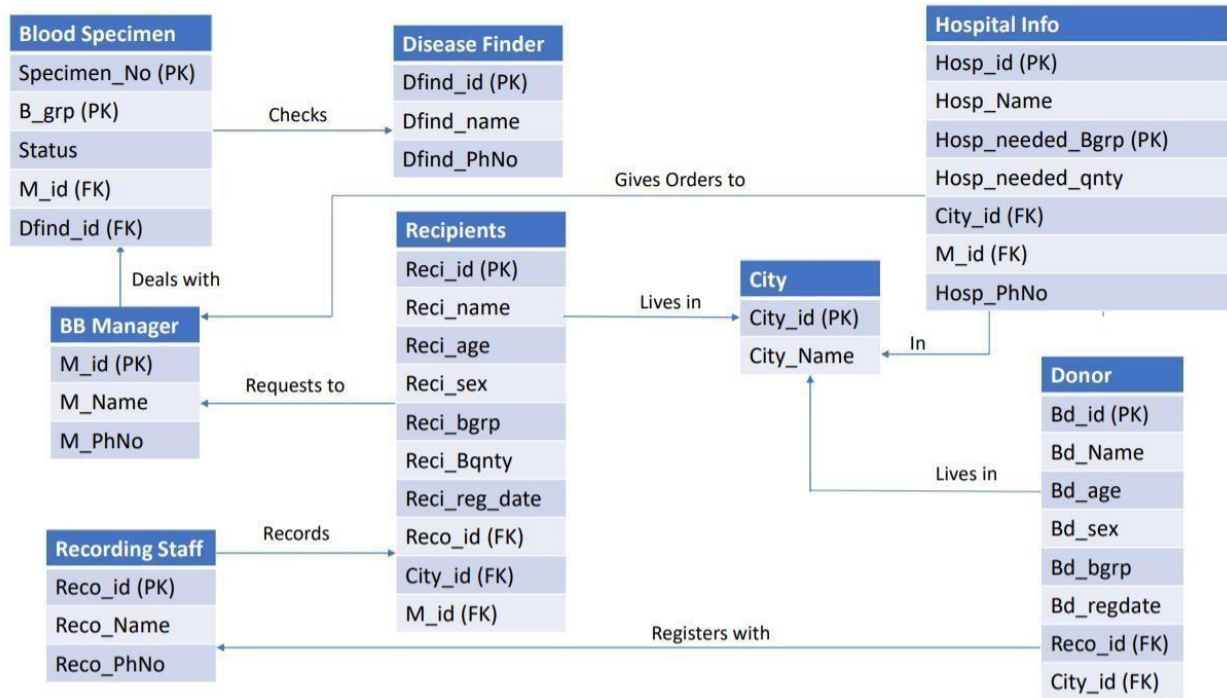 Blood Specimen
Specimen_No (PK)
B_grp (PK)
Status
M_id (FK)
Dfind_id (FK)
Checks
Disease Finder
Dfind_id (PK)
Dfind_name
Dfind_PhNo
Hospital Info
Hosp_id (PK)
Hosp_Name
Hosp_needed_Bgrp (PK)
Hosp_needed_qnty
City_id (FK)
M_id (FK)
Hosp_PhNo
Gives Orders to
Deals with
BB Manager
M_id (PK)
M_Name
M_PhNo
Requests to
Recipients
Reci_id (PK)
Reci_name
Reci_age
Reci_sex
Reci_bgrp
Reci_Bqnty
Reci_reg_date
Reco_id (FK)
City_id (FK)
M_id (FK)
Lives in
City
City_id (PK)
City_Name
In
Donor
Bd_id (PK)
Bd_Name
Bd_age
Bd_sex
Bd_bgrp
Bd_regdate
Reco_id (FK)
City_id (FK)
Lives in
Recording Staff
Reco_id (PK)
Reco_Name
Reco_PhNo
Records
Registers with